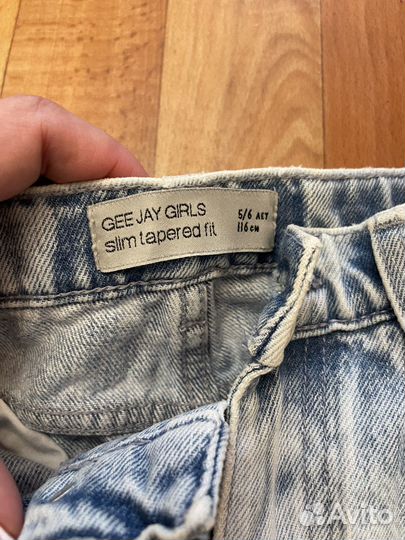 GEE JAY GIRLS
slim tapered fit
5/6 ЛЕТ
116 СМ
Avito